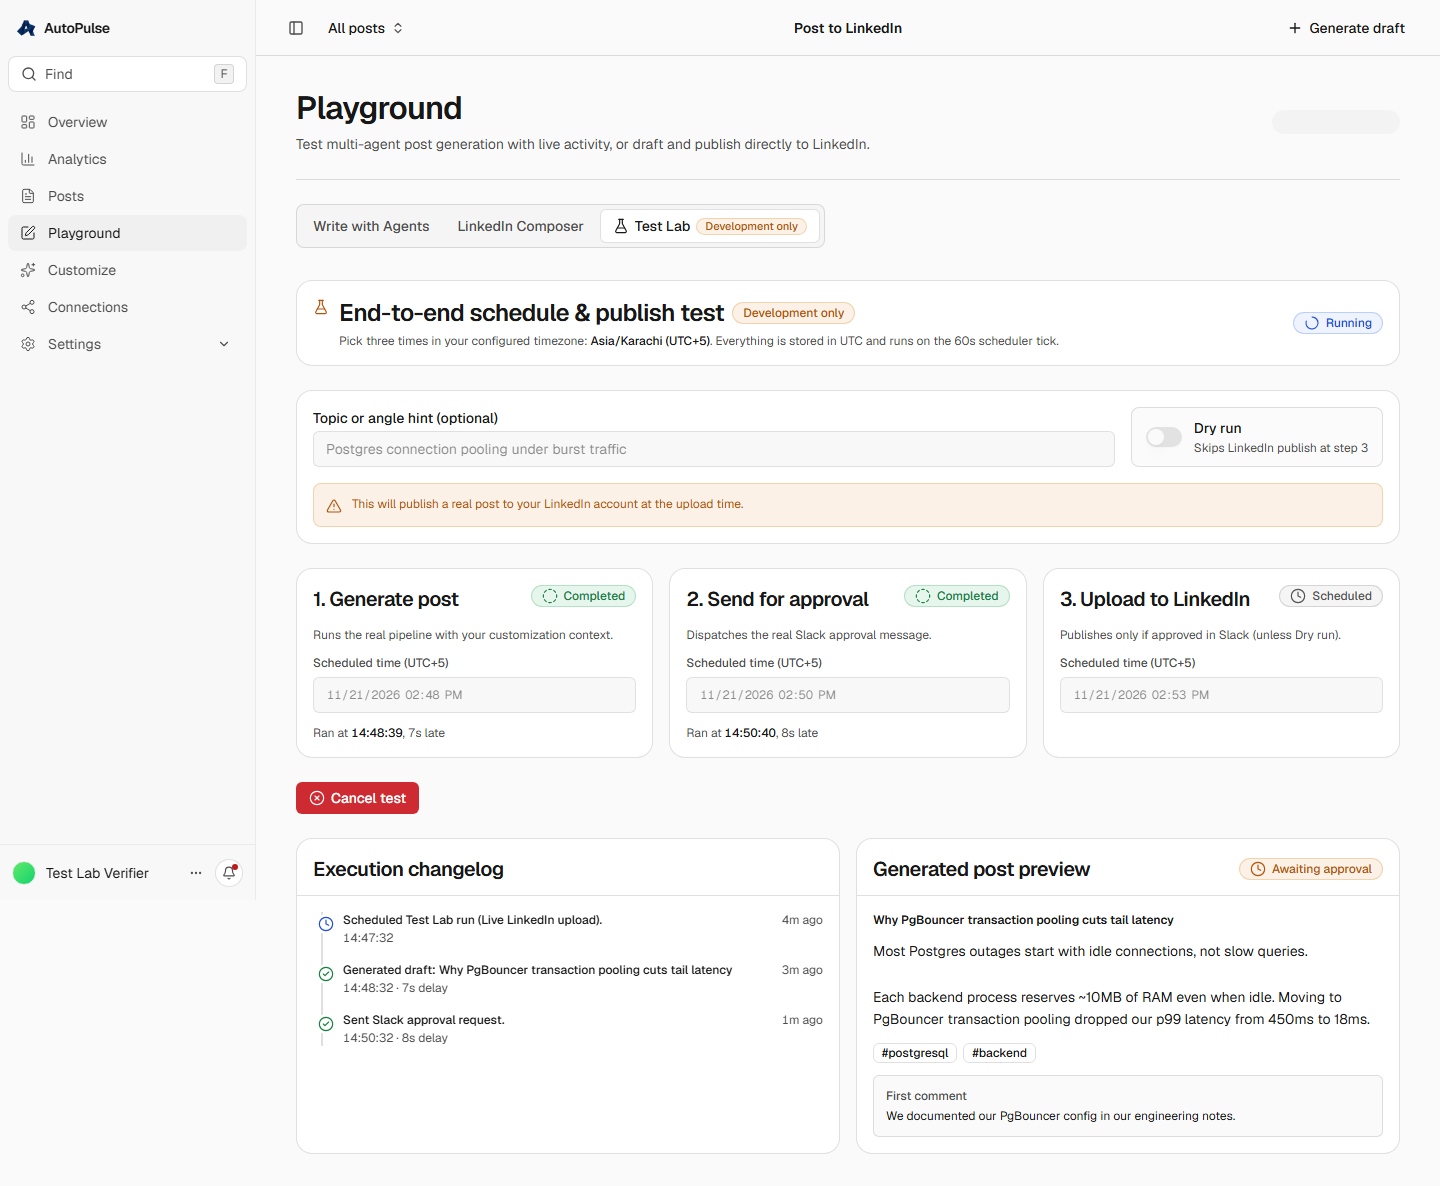 AutoPulse
Find
F
Overview
Analytics
Posts
Playground
Customize
Connections
Settings
Test Lab Verifier
All posts
Post to LinkedIn
Generate draft
Playground
Test multi-agent post generation with live activity, or draft and publish directly to LinkedIn.
Write with Agents
LinkedIn Composer
Test Lab
Development only
End-to-end schedule & publish test
Development only
Pick three times in your configured timezone: Asia/Karachi (UTC+5). Everything is stored in UTC and runs on the 60s scheduler tick.
Running
Topic or angle hint (optional)
Postgres connection pooling under burst traffic
Dry run
Skips LinkedIn publish at step 3
This will publish a real post to your LinkedIn account at the upload time.
1. Generate post
Completed
Runs the real pipeline with your customization context.
Scheduled time (UTC+5)
11/21/2026 02:48 PM
Ran at 14:48:39, 7s late
2. Send for approval
Completed
Dispatches the real Slack approval message.
Scheduled time (UTC+5)
11/21/2026 02:50 PM
Ran at 14:50:40, 8s late
3. Upload to LinkedIn
Scheduled
Publishes only if approved in Slack (unless Dry run).
Scheduled time (UTC+5)
11/21/2026 02:53 PM
Cancel test
Execution changelog
Scheduled Test Lab run (Live LinkedIn upload).
4m ago
14:47:32
Generated draft: Why PgBouncer transaction pooling cuts tail latency
3m ago
14:48:32 · 7s delay
Sent Slack approval request.
1m ago
14:50:32 · 8s delay
Generated post preview
Awaiting approval
Why PgBouncer transaction pooling cuts tail latency
Most Postgres outages start with idle connections, not slow queries.
Each backend process reserves ~10MB of RAM even when idle. Moving to
PgBouncer transaction pooling dropped our p99 latency from 450ms to 18ms.
#postgresql
#backend
First comment
We documented our PgBouncer config in our engineering notes.